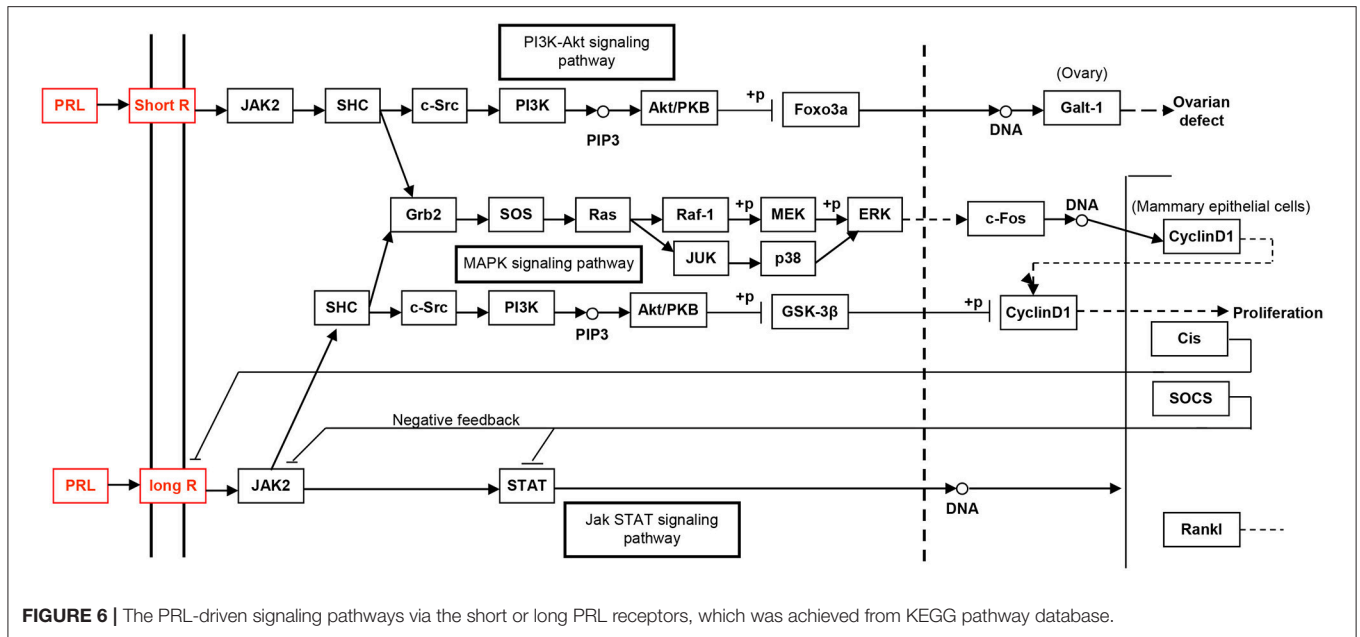 PI3K-Akt signaling
pathway
(Ovary)
PRL
Short R
JAK2
SHC
c-Src
PI3K
PIP3
Akt/PKB
+p
Foxo3a
DNA
Galt-1
Ovarian
defect
Grb2
SOS
Ras
Raf-1
+p
MEK
+p
ERK
c-Fos
DNA
(Mammary epithelial cells)
CyclinD1
JUK
p38
MAPK signaling pathway
SHC
c-Src
PI3K
PIP3
Akt/PKB
+p
GSK-3β
+p
CyclinD1
Proliferation
Cis
SOCS
Negative feedback
PRL
long R
JAK2
STAT
DNA
Jak STAT signaling
pathway
Rankl
FIGURE 6 | The PRL-driven signaling pathways via the short or long PRL receptors, which was achieved from KEGG pathway database.